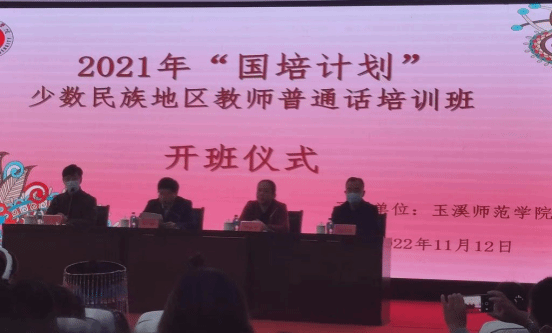 2021年“国培计划”
少数民族地区教师普通话培训班
开班仪式
单位：玉溪师范学院
22年11月12日